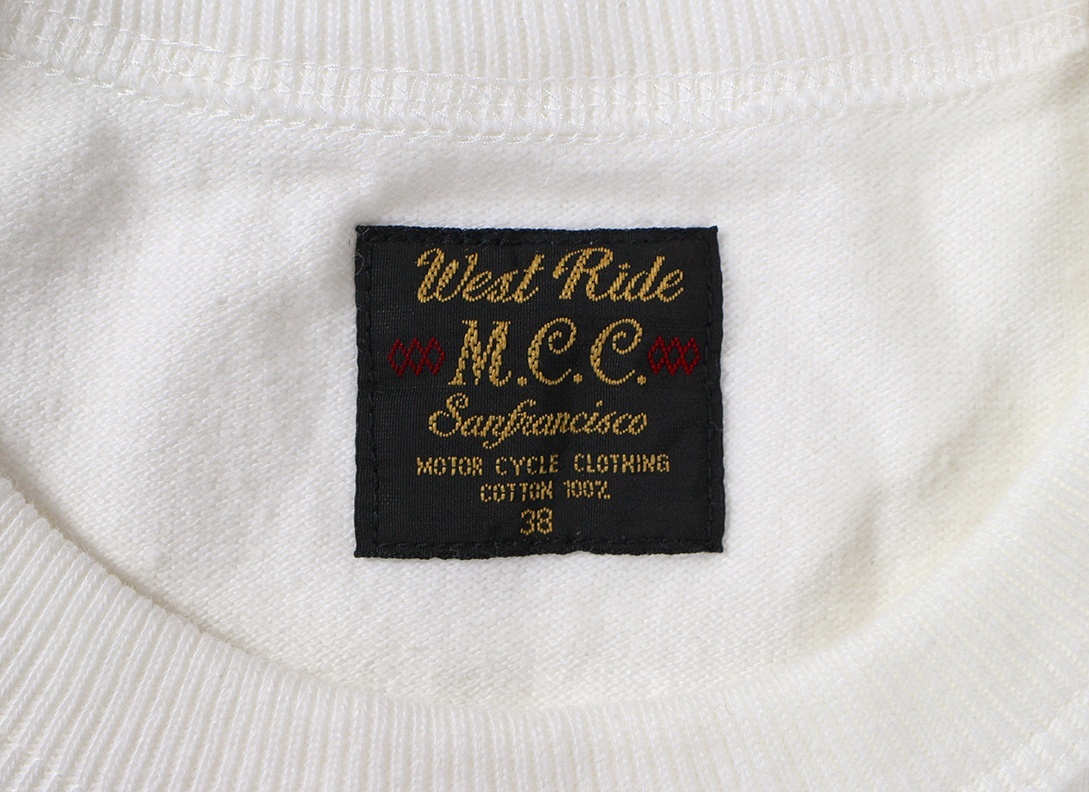 West Ride
M.C.C.
Sanfrancisco
MOTOR CYCLE CLOTHING
COTTON 100%
38